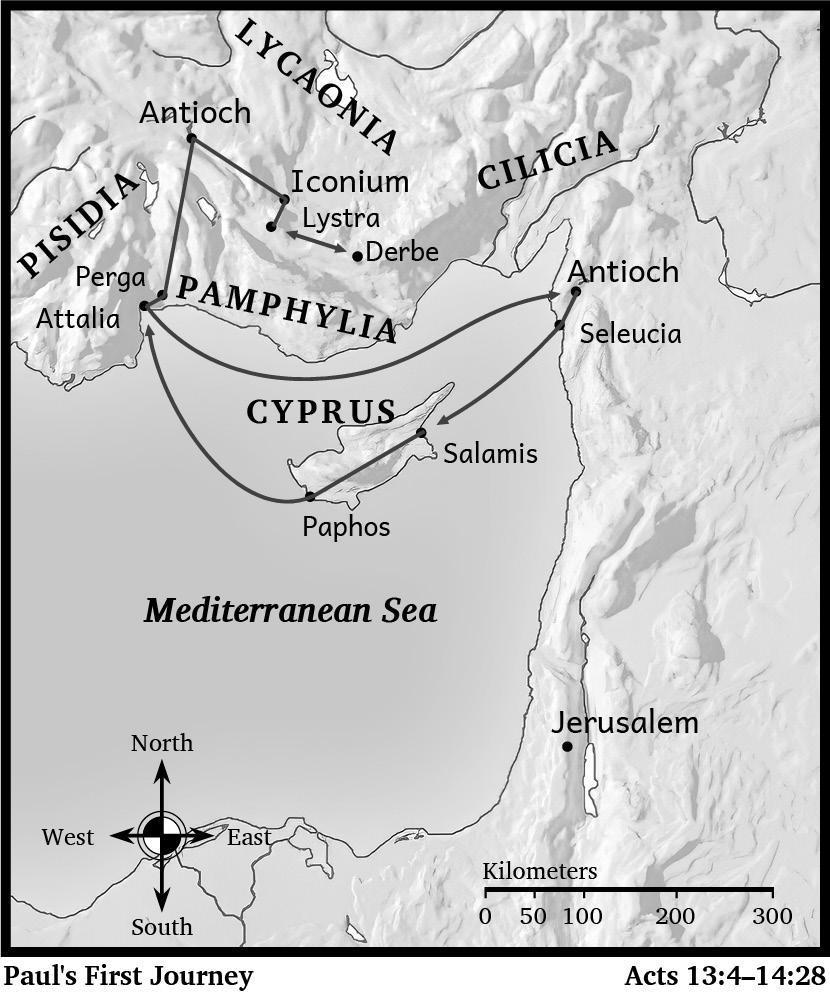 LYCAONIA
Antioch
CILICIA
Iconium
PISIDIA
Lystra
Derbe
Antioch
Perga
PAMPHYLIA
Attalia
Seleucia
CYPRUS
Salamis
Paphos
Mediterranean Sea
Jerusalem
North
West
East
South
Kilometers
0 50 100 200 300
Paul's First Journey
Acts 13:4–14:28